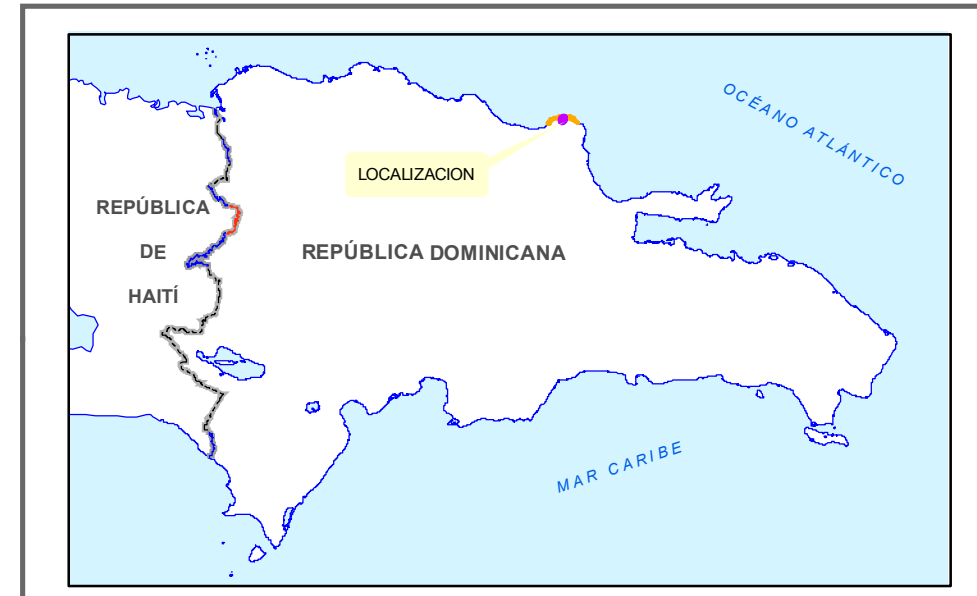 OCÉANO ATLÁNTICO
LOCALIZACION
REPÚBLICA
DE
HAITÍ
REPÚBLICA DOMINICANA
MAR CARIBE